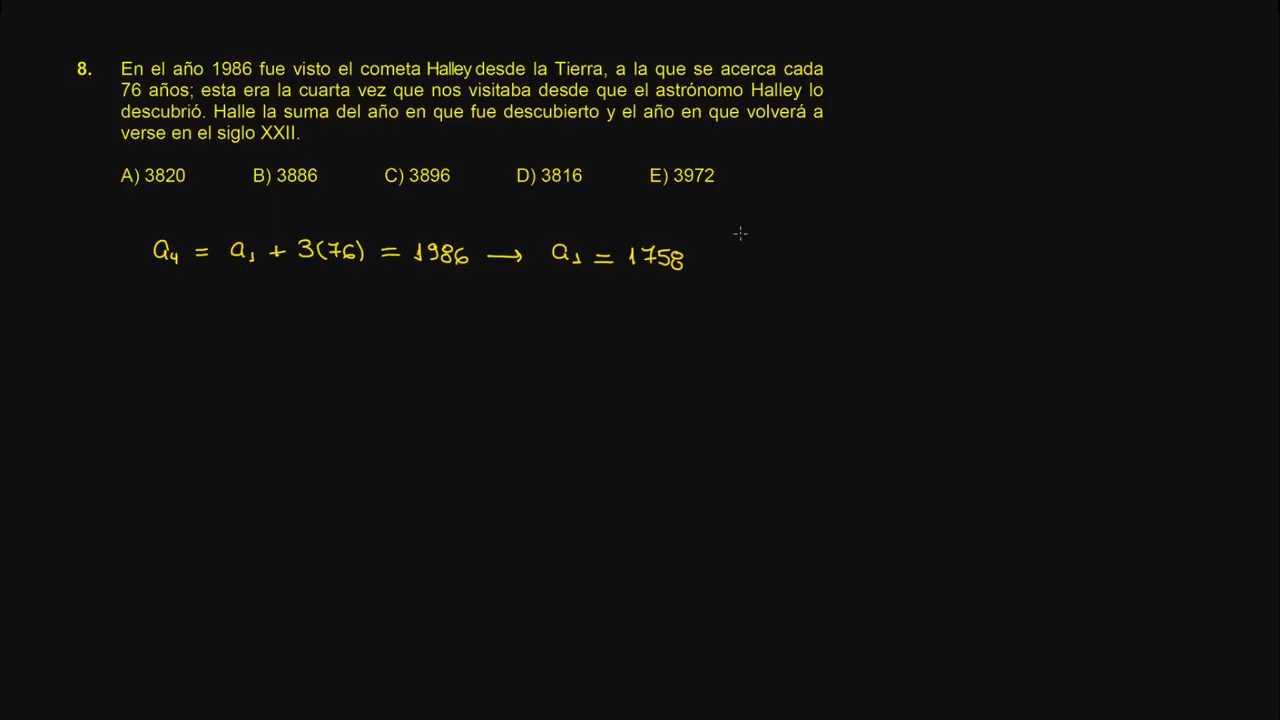 8. En el año 1986 fue visto el cometa Halley desde la Tierra, a la que se acerca cada
76 años; esta era la cuarta vez que nos visitaba desde que el astrónomo Halley lo
descubrió. Halle la suma del año en que fue descubierto y el año en que volverá a
verse en el siglo XXII.
A) 3820 B) 3886 C) 3896 D) 3816 E) 3972
a₄ = a₁ + 3(76) = 1986 → a₁ = 1758